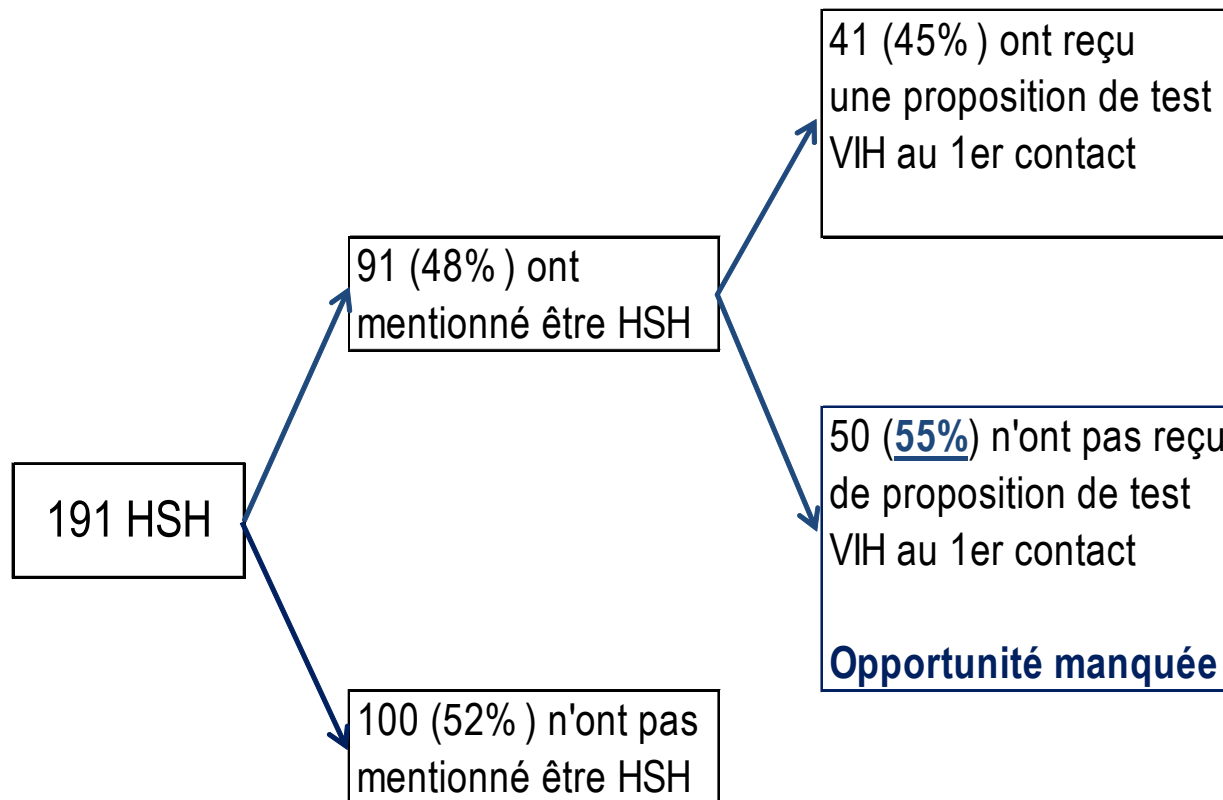 41 (45% ) ont reçu
une proposition de test
VIH au 1er contact
91 (48% ) ont
mentionné être HSH
50 (55%) n'ont pas reçu
de proposition de test
VIH au 1er contact
Opportunité manquée
191 HSH
100 (52% ) n'ont pas
mentionné être HSH